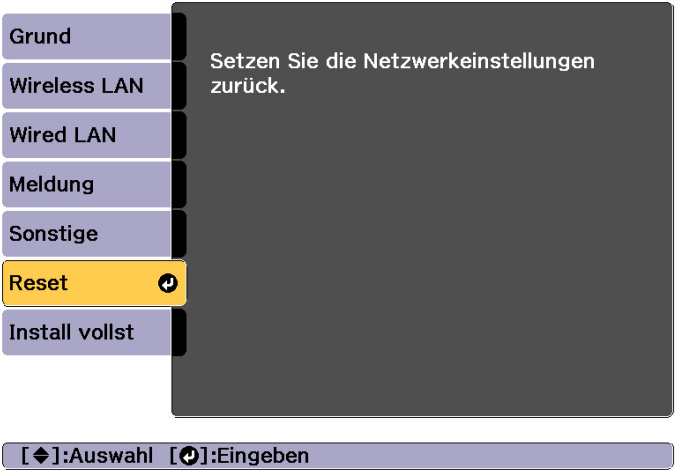 Grund
Wireless LAN
Wired LAN
Meldung
Sonstige
Reset
Install vollst
Setzen Sie die Netzwerkeinstellungen
zurück.
[◆]:Auswahl [↵]:Eingeben